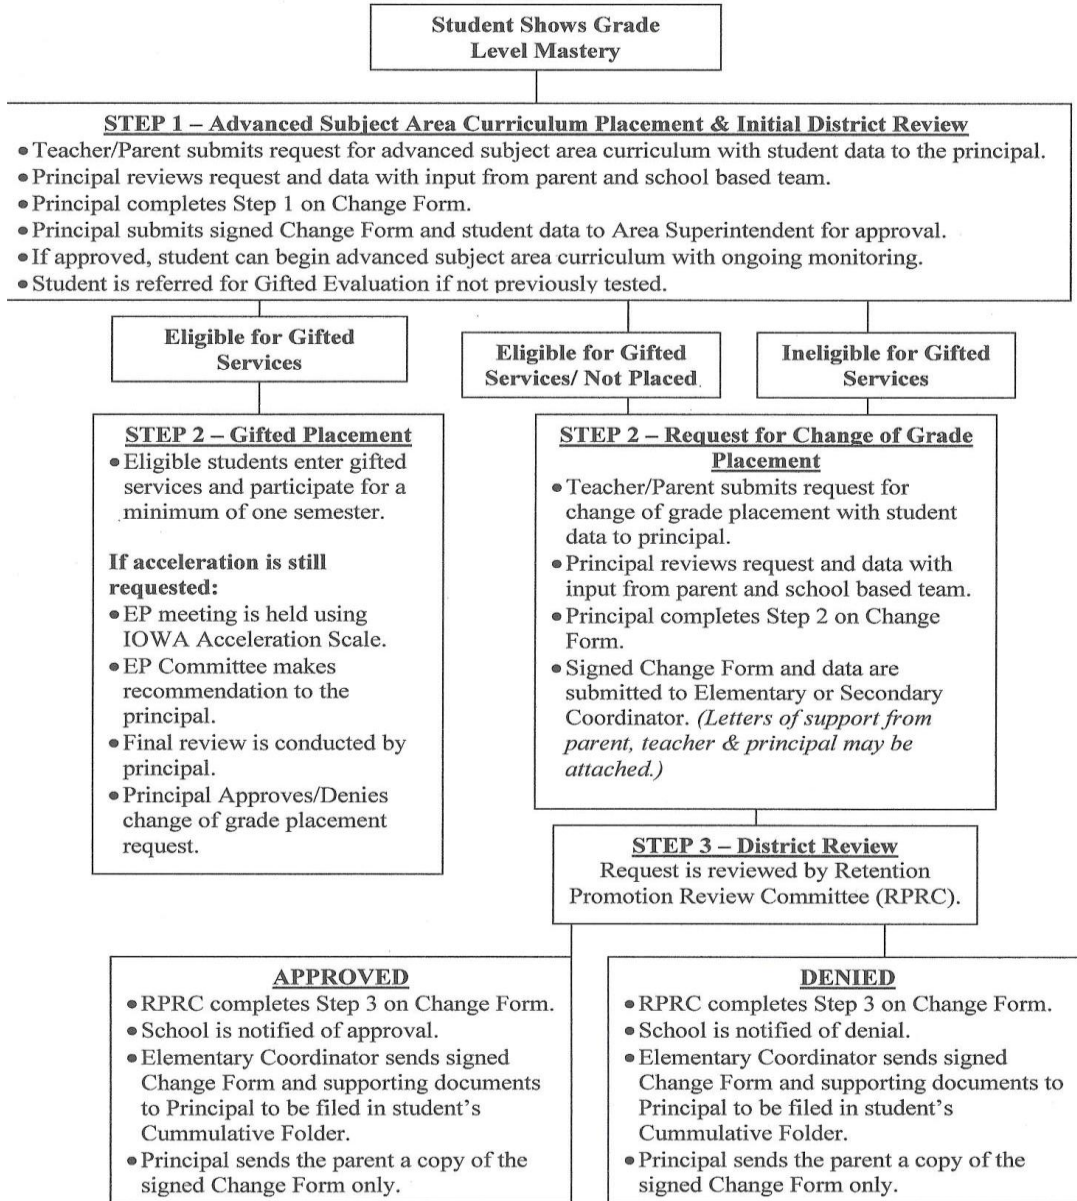 Student Shows Grade
Level Mastery
STEP 1 – Advanced Subject Area Curriculum Placement & Initial District Review
• Teacher/Parent submits request for advanced subject area curriculum with student data to the principal.
• Principal reviews request and data with input from parent and school based team.
• Principal completes Step 1 on Change Form.
• Principal submits signed Change Form and student data to Area Superintendent for approval.
• If approved, student can begin advanced subject area curriculum with ongoing monitoring.
• Student is referred for Gifted Evaluation if not previously tested.
Eligible for Gifted
Services
Eligible for Gifted
Services/ Not Placed
Ineligible for Gifted
Services
STEP 2 – Gifted Placement
• Eligible students enter gifted
services and participate for a
minimum of one semester.
If acceleration is still
requested:
• EP meeting is held using
IOWA Acceleration Scale.
• EP Committee makes
recommendation to the
principal.
• Final review is conducted by
principal.
• Principal Approves/Denies
change of grade placement
request.
STEP 2 – Request for Change of Grade
Placement
• Teacher/Parent submits request for
change of grade placement with student
data to principal.
• Principal reviews request and data with
input from parent and school based team.
• Principal completes Step 2 on Change
Form.
• Signed Change Form and data are
submitted to Elementary or Secondary
Coordinator. (Letters of support from
parent, teacher & principal may be
attached.)
STEP 3 – District Review
Request is reviewed by Retention
Promotion Review Committee (RPRC).
APPROVED
• RPRC completes Step 3 on Change Form.
• School is notified of approval.
• Elementary Coordinator sends signed
Change Form and supporting documents
to Principal to be filed in student's
Cummulative Folder.
• Principal sends the parent a copy of the
signed Change Form only.
DENIED
• RPRC completes Step 3 on Change Form.
• School is notified of denial.
• Elementary Coordinator sends signed
Change Form and supporting documents to
Principal to be filed in student's
Cummulative Folder.
• Principal sends the parent a copy of the
signed Change Form only.